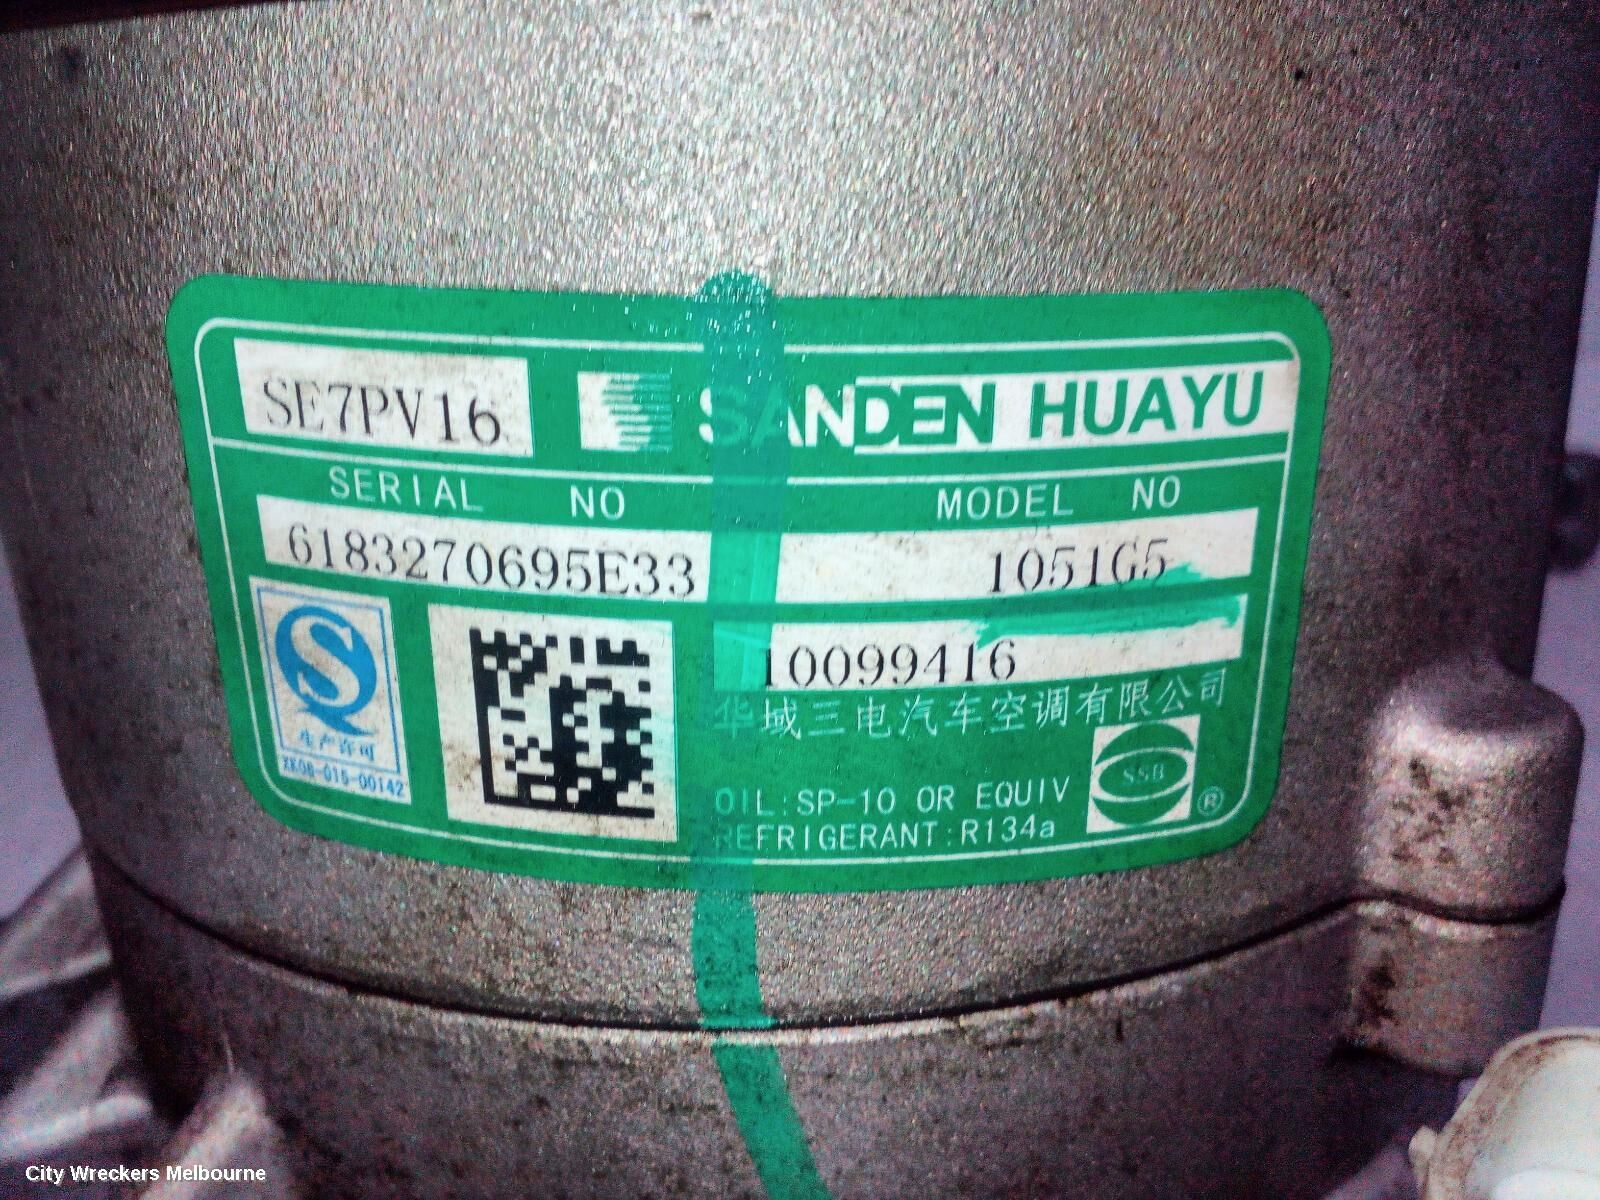 SE7PV16
SANDEN HUAYU
SERIAL NO
MODEL NO
6183270695E33
1051G5
10099416
华域三电汽车空调有限公司
生产许可
XK06-015-00142
OIL:SP-10 OR EQUIV
REFRIGERANT:R134a
SSB
®
City Wreckers Melbourne